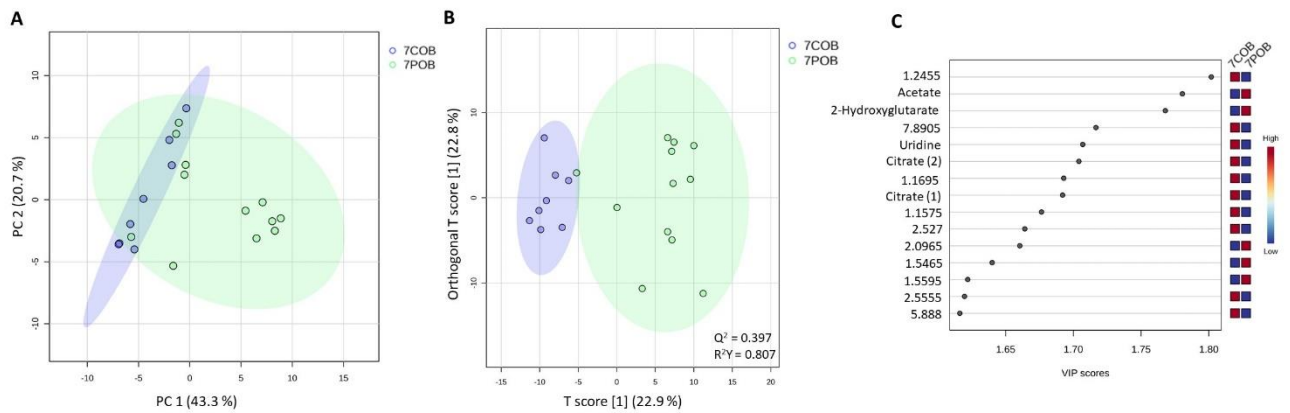 A
7COB
7POB
PC 2 (20.7 %)
10
5
0
-5
-10
-10
-5
0
5
10
15
PC 1 (43.3 %)
B
7COB
7POB
Orthogonal T score [1] (22.8 %)
10
0
-10
Q² = 0.397
R²Y = 0.807
-15
-10
-5
0
5
10
15
20
T score [1] (22.9 %)
C
7COB
7POB
1.2455
Acetate
2-Hydroxyglutarate
7.8905
Uridine
Citrate (2)
1.1695
Citrate (1)
1.1575
2.527
2.0965
1.5465
1.5595
2.5555
5.888
High
Low
1.65
1.70
1.75
1.80
VIP scores